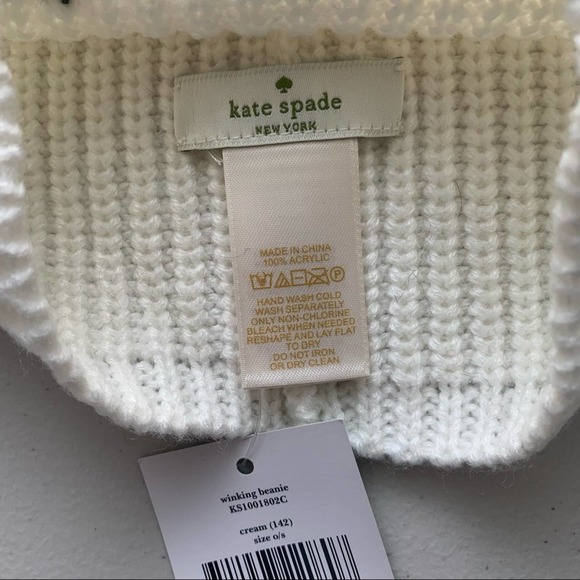 kate spade
NEW YORK
MADE IN CHINA
100% ACRYLIC
HAND WASH COLD
WASH SEPARATELY
ONLY NON-CHLORINE
BLEACH WHEN NEEDED
RESHAPE AND LAY FLAT
TO DRY
DO NOT IRON
OR DRY CLEAN
winking beanie
KS1001802C
cream (142)
size o/s